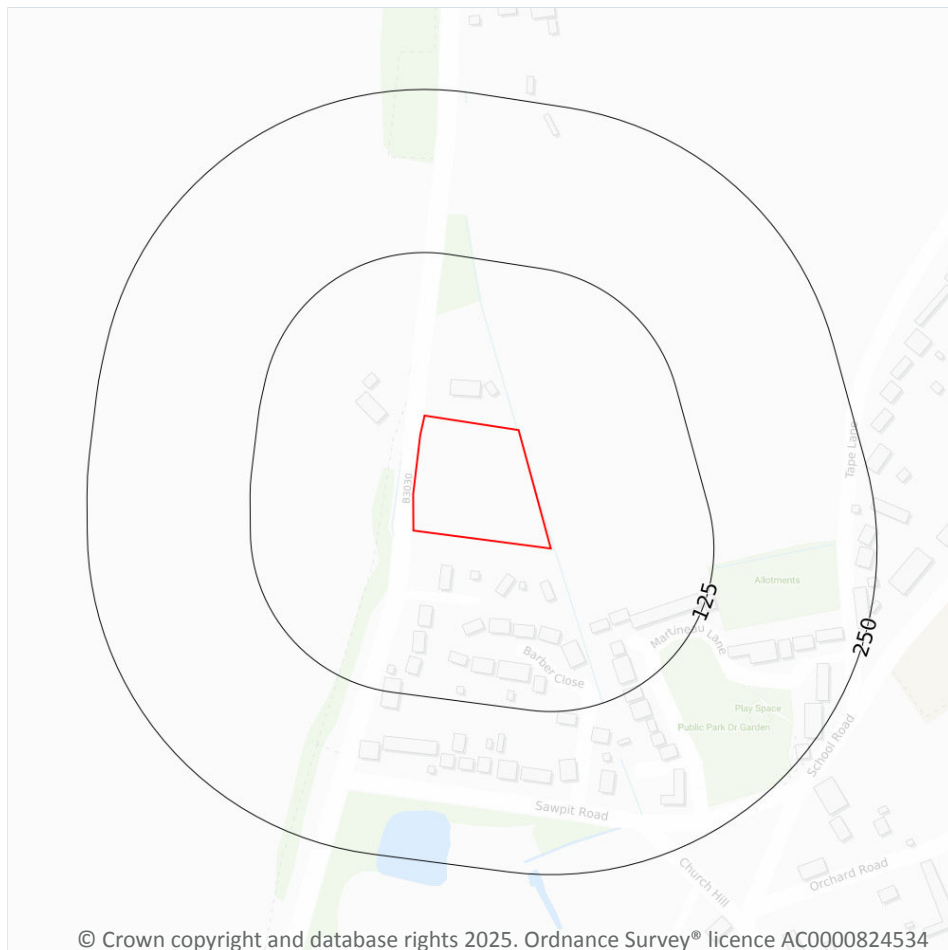 Tape Lane
B3030
Allotments
125
Martineau Lane
250
Barber Close
Play Space
Public Park Or Garden
School Road
Sawpit Road
Church Hill
Orchard Road
© Crown copyright and database rights 2025. Ordnance Survey® licence AC0000824534